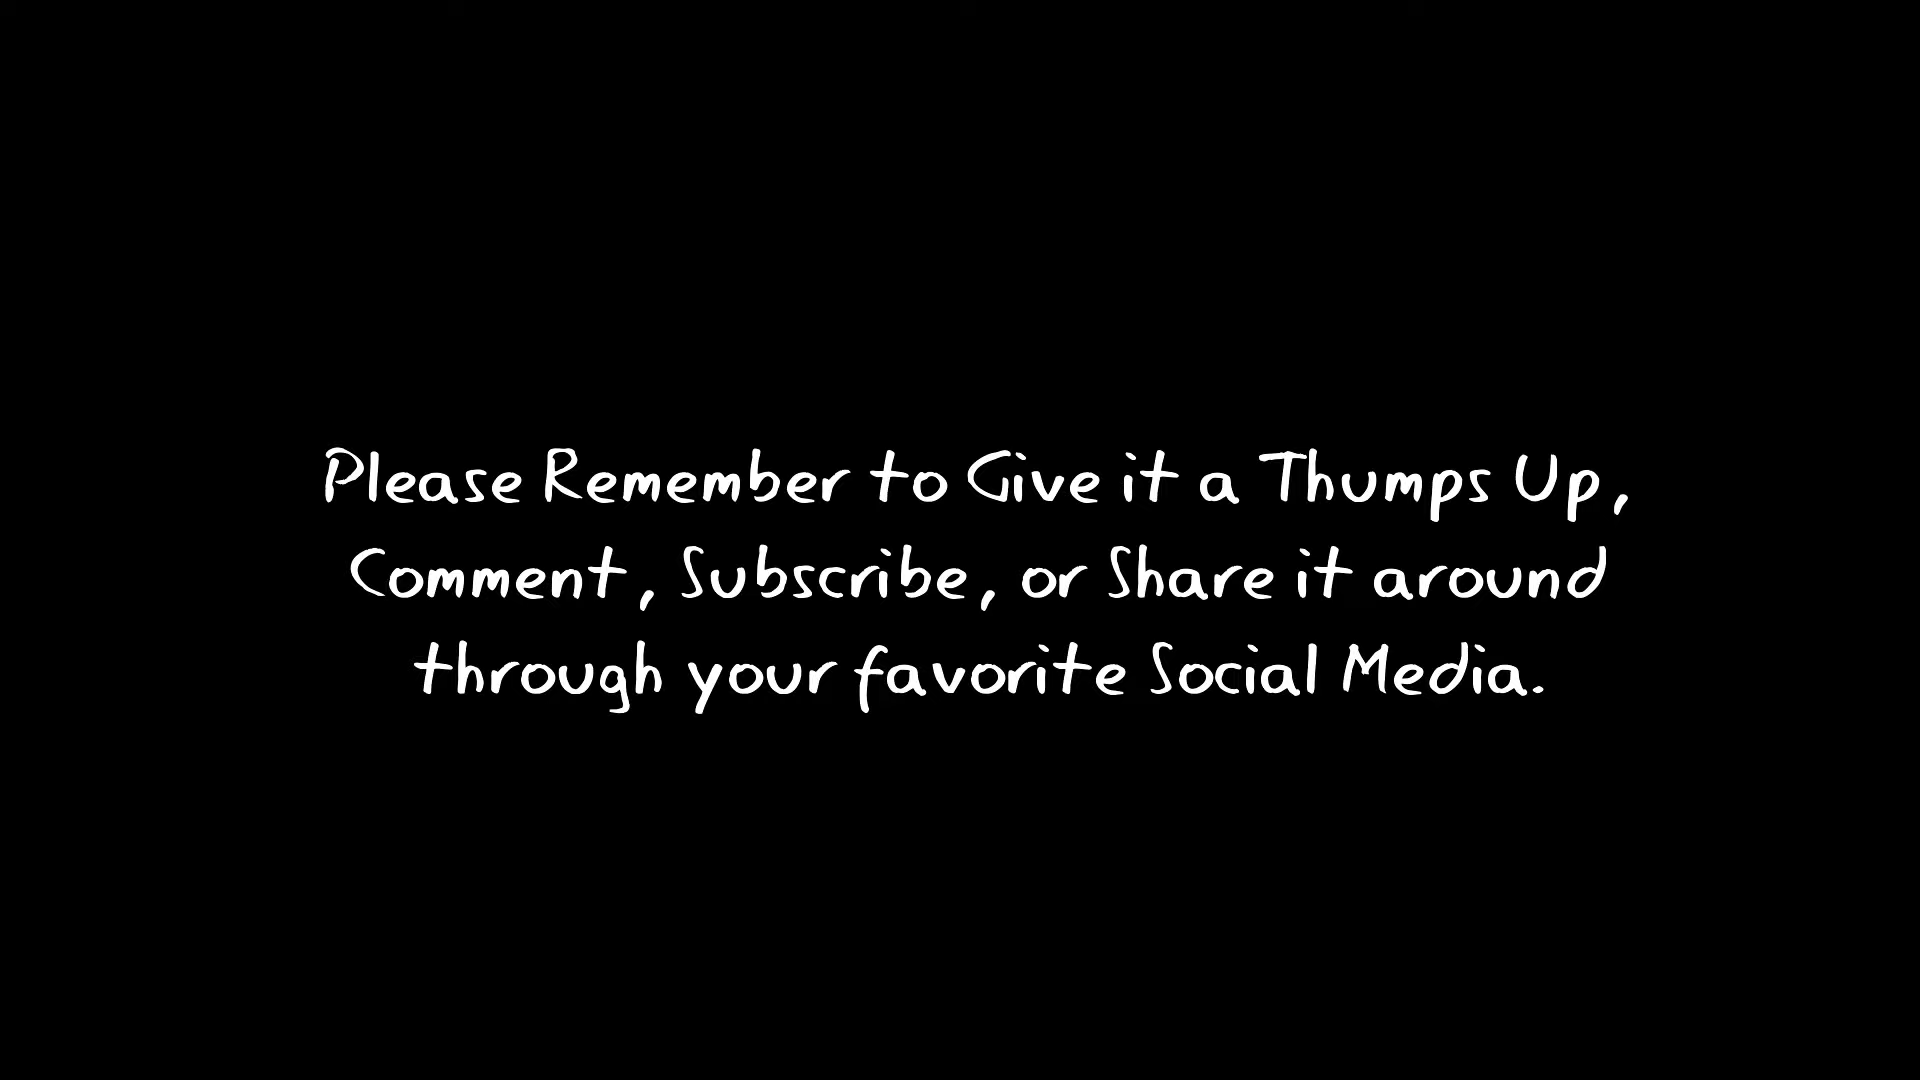 Please Remember to Give it a Thumps Up,
Comment, Subscribe, or Share it around
through your favorite Social Media.